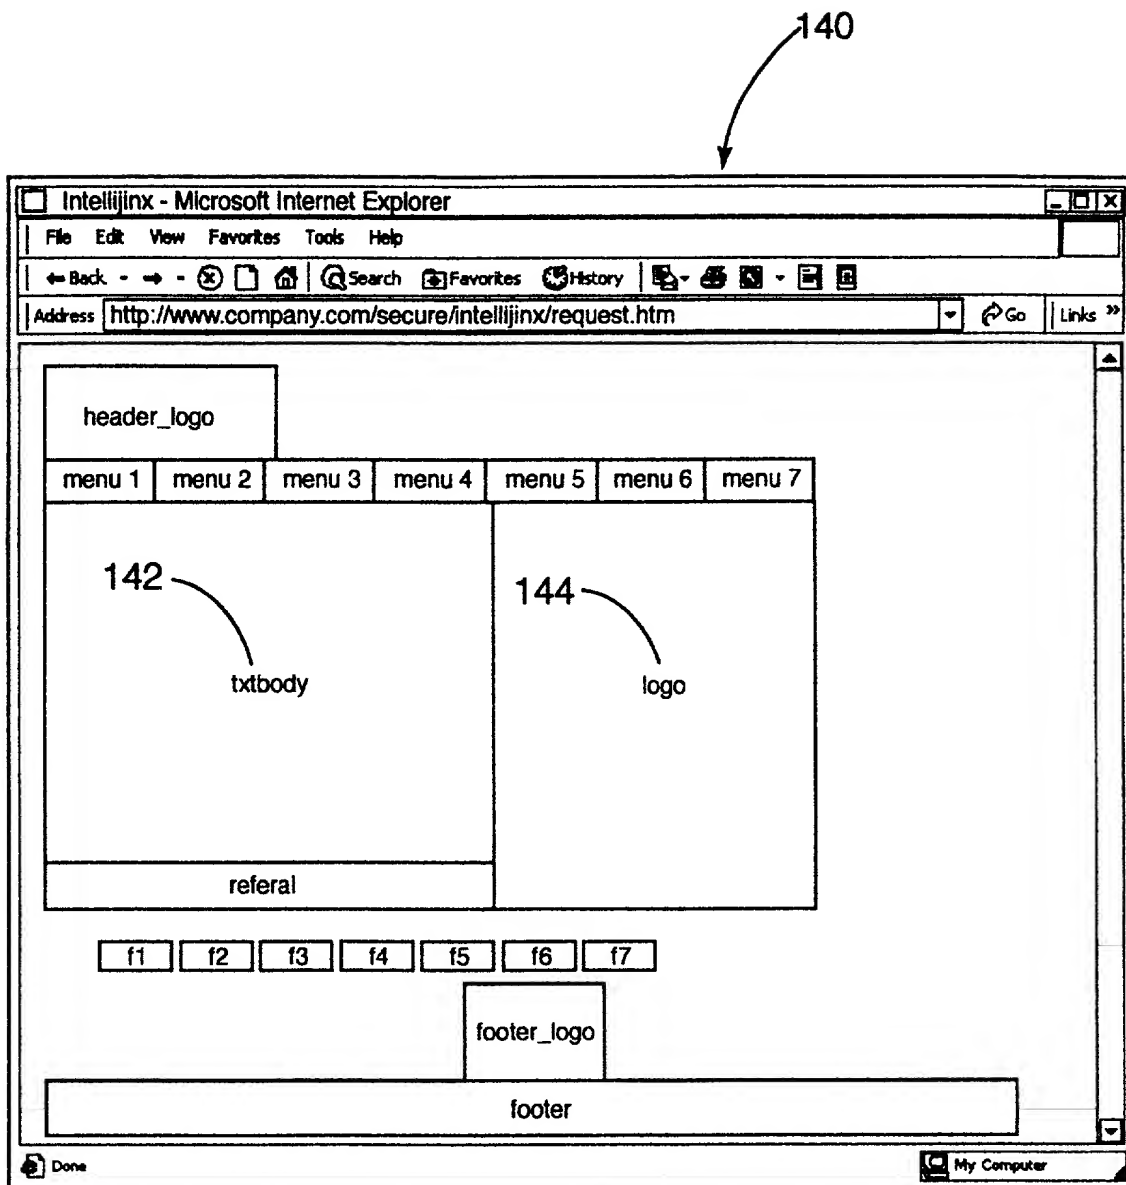 140
Intellijinx - Microsoft Internet Explorer
File Edit View Favorites Tools Help
Back Search Favorites History
Address http://www.company.com/secure/intellijinx/request.htm Go Links »
header_logo
menu 1 menu 2 menu 3 menu 4 menu 5 menu 6 menu 7
142 144
txtbody logo
referal
f1 f2 f3 f4 f5 f6 f7
footer_logo
footer
Done My Computer